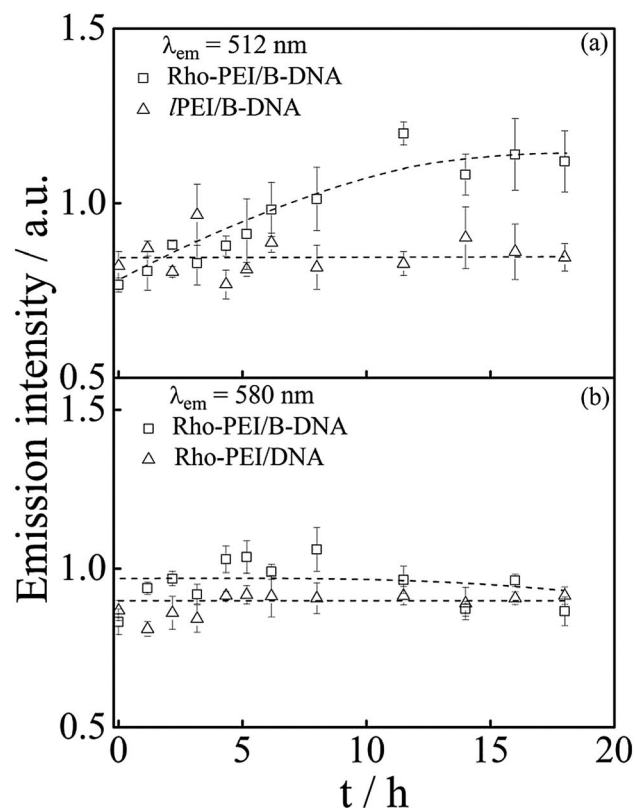 (a)
λem = 512 nm
Rho-PEI/B-DNA
lPEI/B-DNA
1.5
1.0
0.5
(b)
λem = 580 nm
Rho-PEI/B-DNA
Rho-PEI/DNA
1.5
1.0
0.5
0 5 10 15 20
t / h
Emission intensity / a.u.